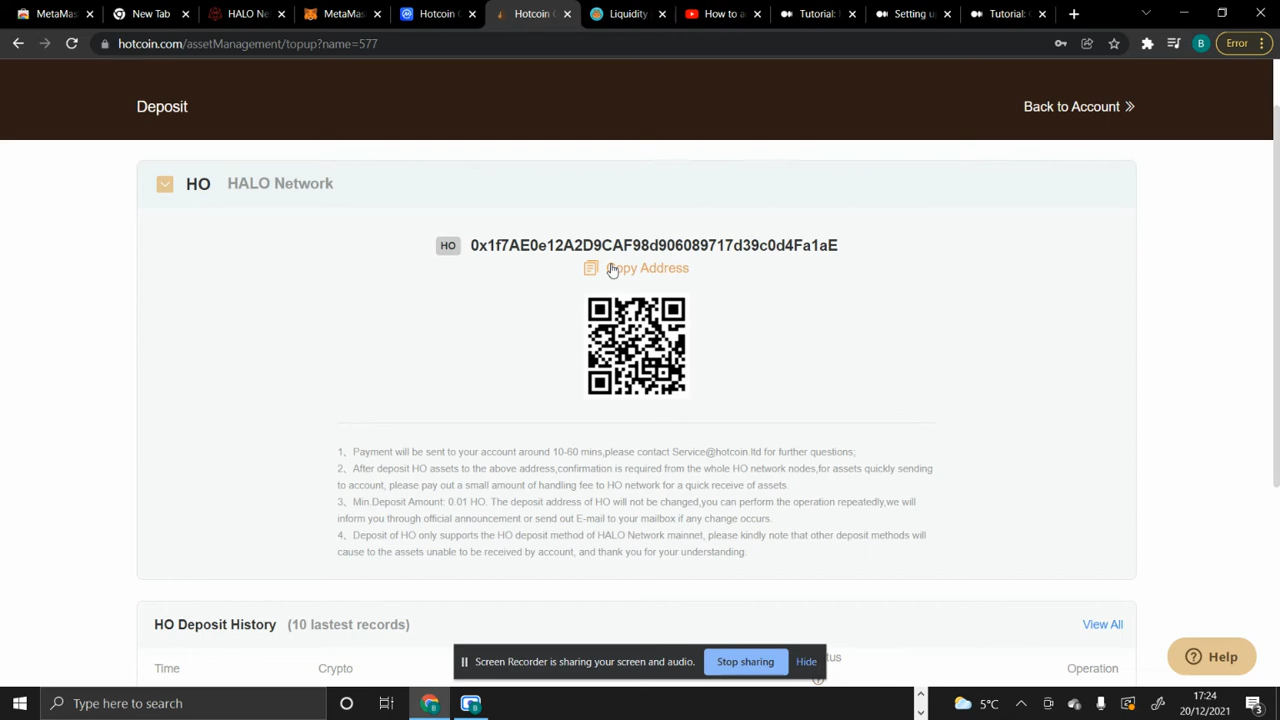 MetaMas
New Tab
HALO Ne
MetaMas
Hotcoin G
Hotcoin G
Liquidity
How to a
Tutorial: H
Setting u
Tutorial: C
hotcoin.com/assetManagement/topup?name=577
B
Error
Deposit
Back to Account
HO HALO Network
HO 0x1f7AE0e12A2D9CAF98d906089717d39c0d4Fa1aE
Copy Address
1、Payment will be sent to your account around 10-60 mins,please contact Service@hotcoin ltd for further questions;
2、After deposit HO assets to the above address,confirmation is required from the whole HO network nodes,for assets quickly sending
to account, please pay out a small amount of handling fee to HO network for a quick receive of assets.
3、Min.Deposit Amount: 0.01 HO. The deposit address of HO will not be changed,you can perform the operation repeatedly,we will
inform you through official announcement or send out E-mail to your mailbox if any change occurs.
4、Deposit of HO only supports the HO deposit method of HALO Network mainnet, please kindly note that other deposit methods will
cause to the assets unable to be received by account, and thank you for your understanding.
HO Deposit History (10 lastest records)
View All
Time
Crypto
tus
Operation
Screen Recorder is sharing your screen and audio.
Stop sharing
Hide
Help
Type here to search
5°C
17:24
20/12/2021
3